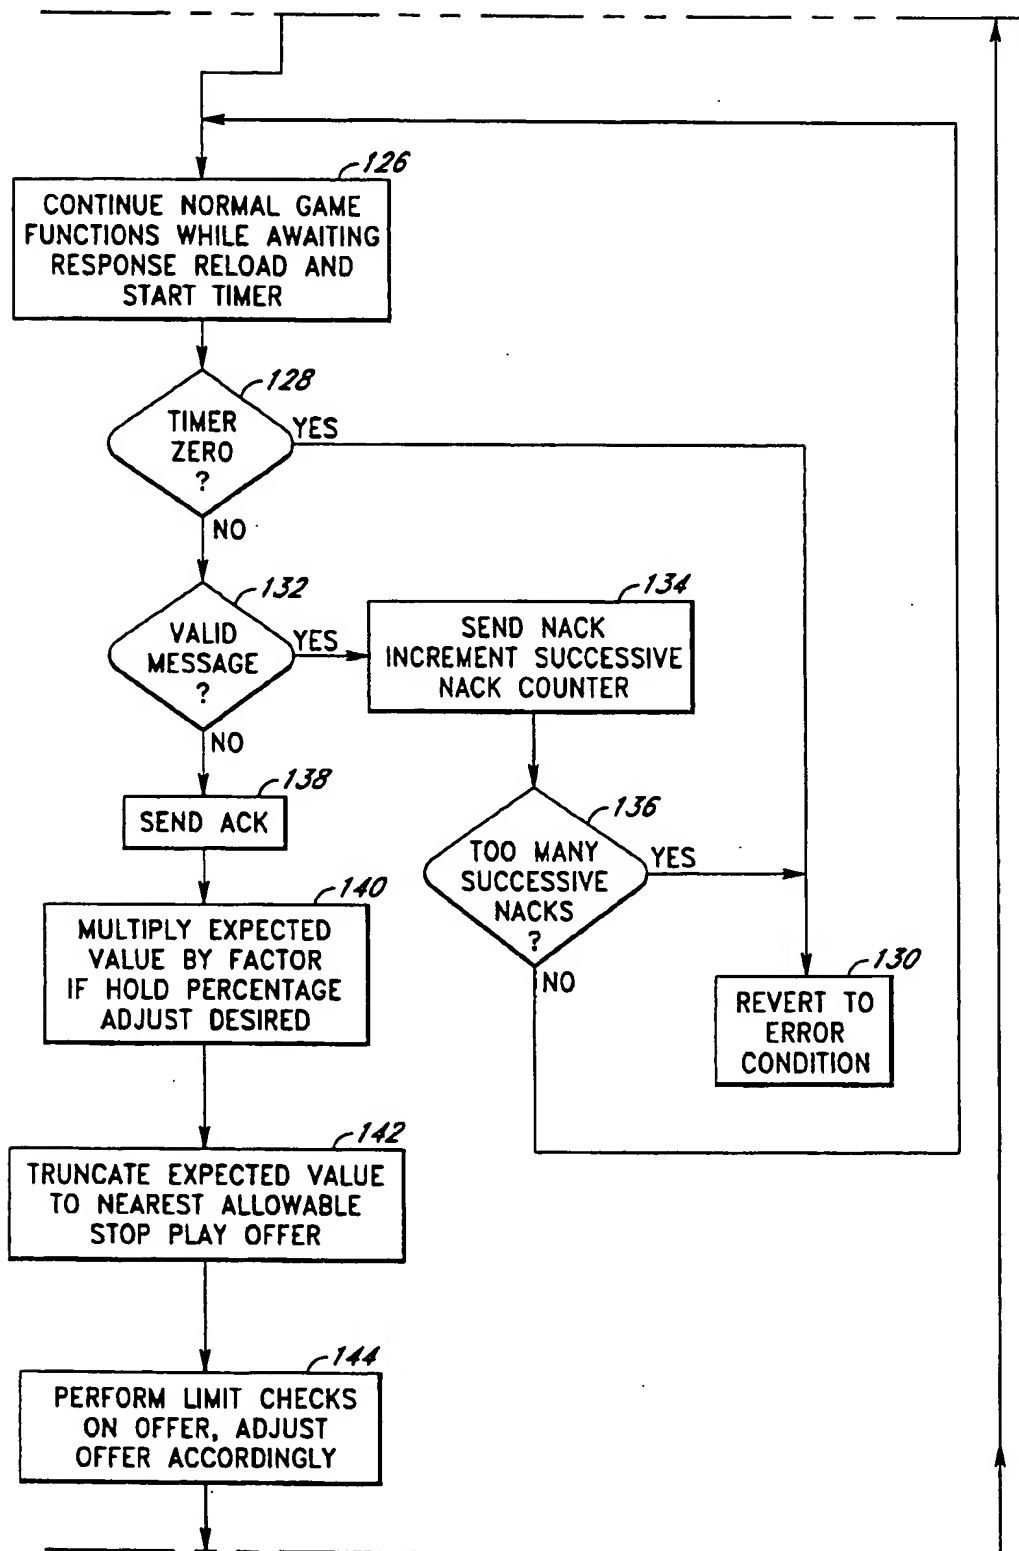 126
CONTINUE NORMAL GAME
FUNCTIONS WHILE AWAITING
RESPONSE RELOAD AND
START TIMER
128
TIMER
ZERO
?
YES
NO
132
VALID
MESSAGE
?
YES
NO
134
SEND NACK
INCREMENT SUCCESSIVE
NACK COUNTER
136
TOO MANY
SUCCESSIVE
NACKS
?
YES
NO
138
SEND ACK
140
MULTIPLY EXPECTED
VALUE BY FACTOR
IF HOLD PERCENTAGE
ADJUST DESIRED
130
REVERT TO
ERROR
CONDITION
142
TRUNCATE EXPECTED VALUE
TO NEAREST ALLOWABLE
STOP PLAY OFFER
144
PERFORM LIMIT CHECKS
ON OFFER, ADJUST
OFFER ACCORDINGLY